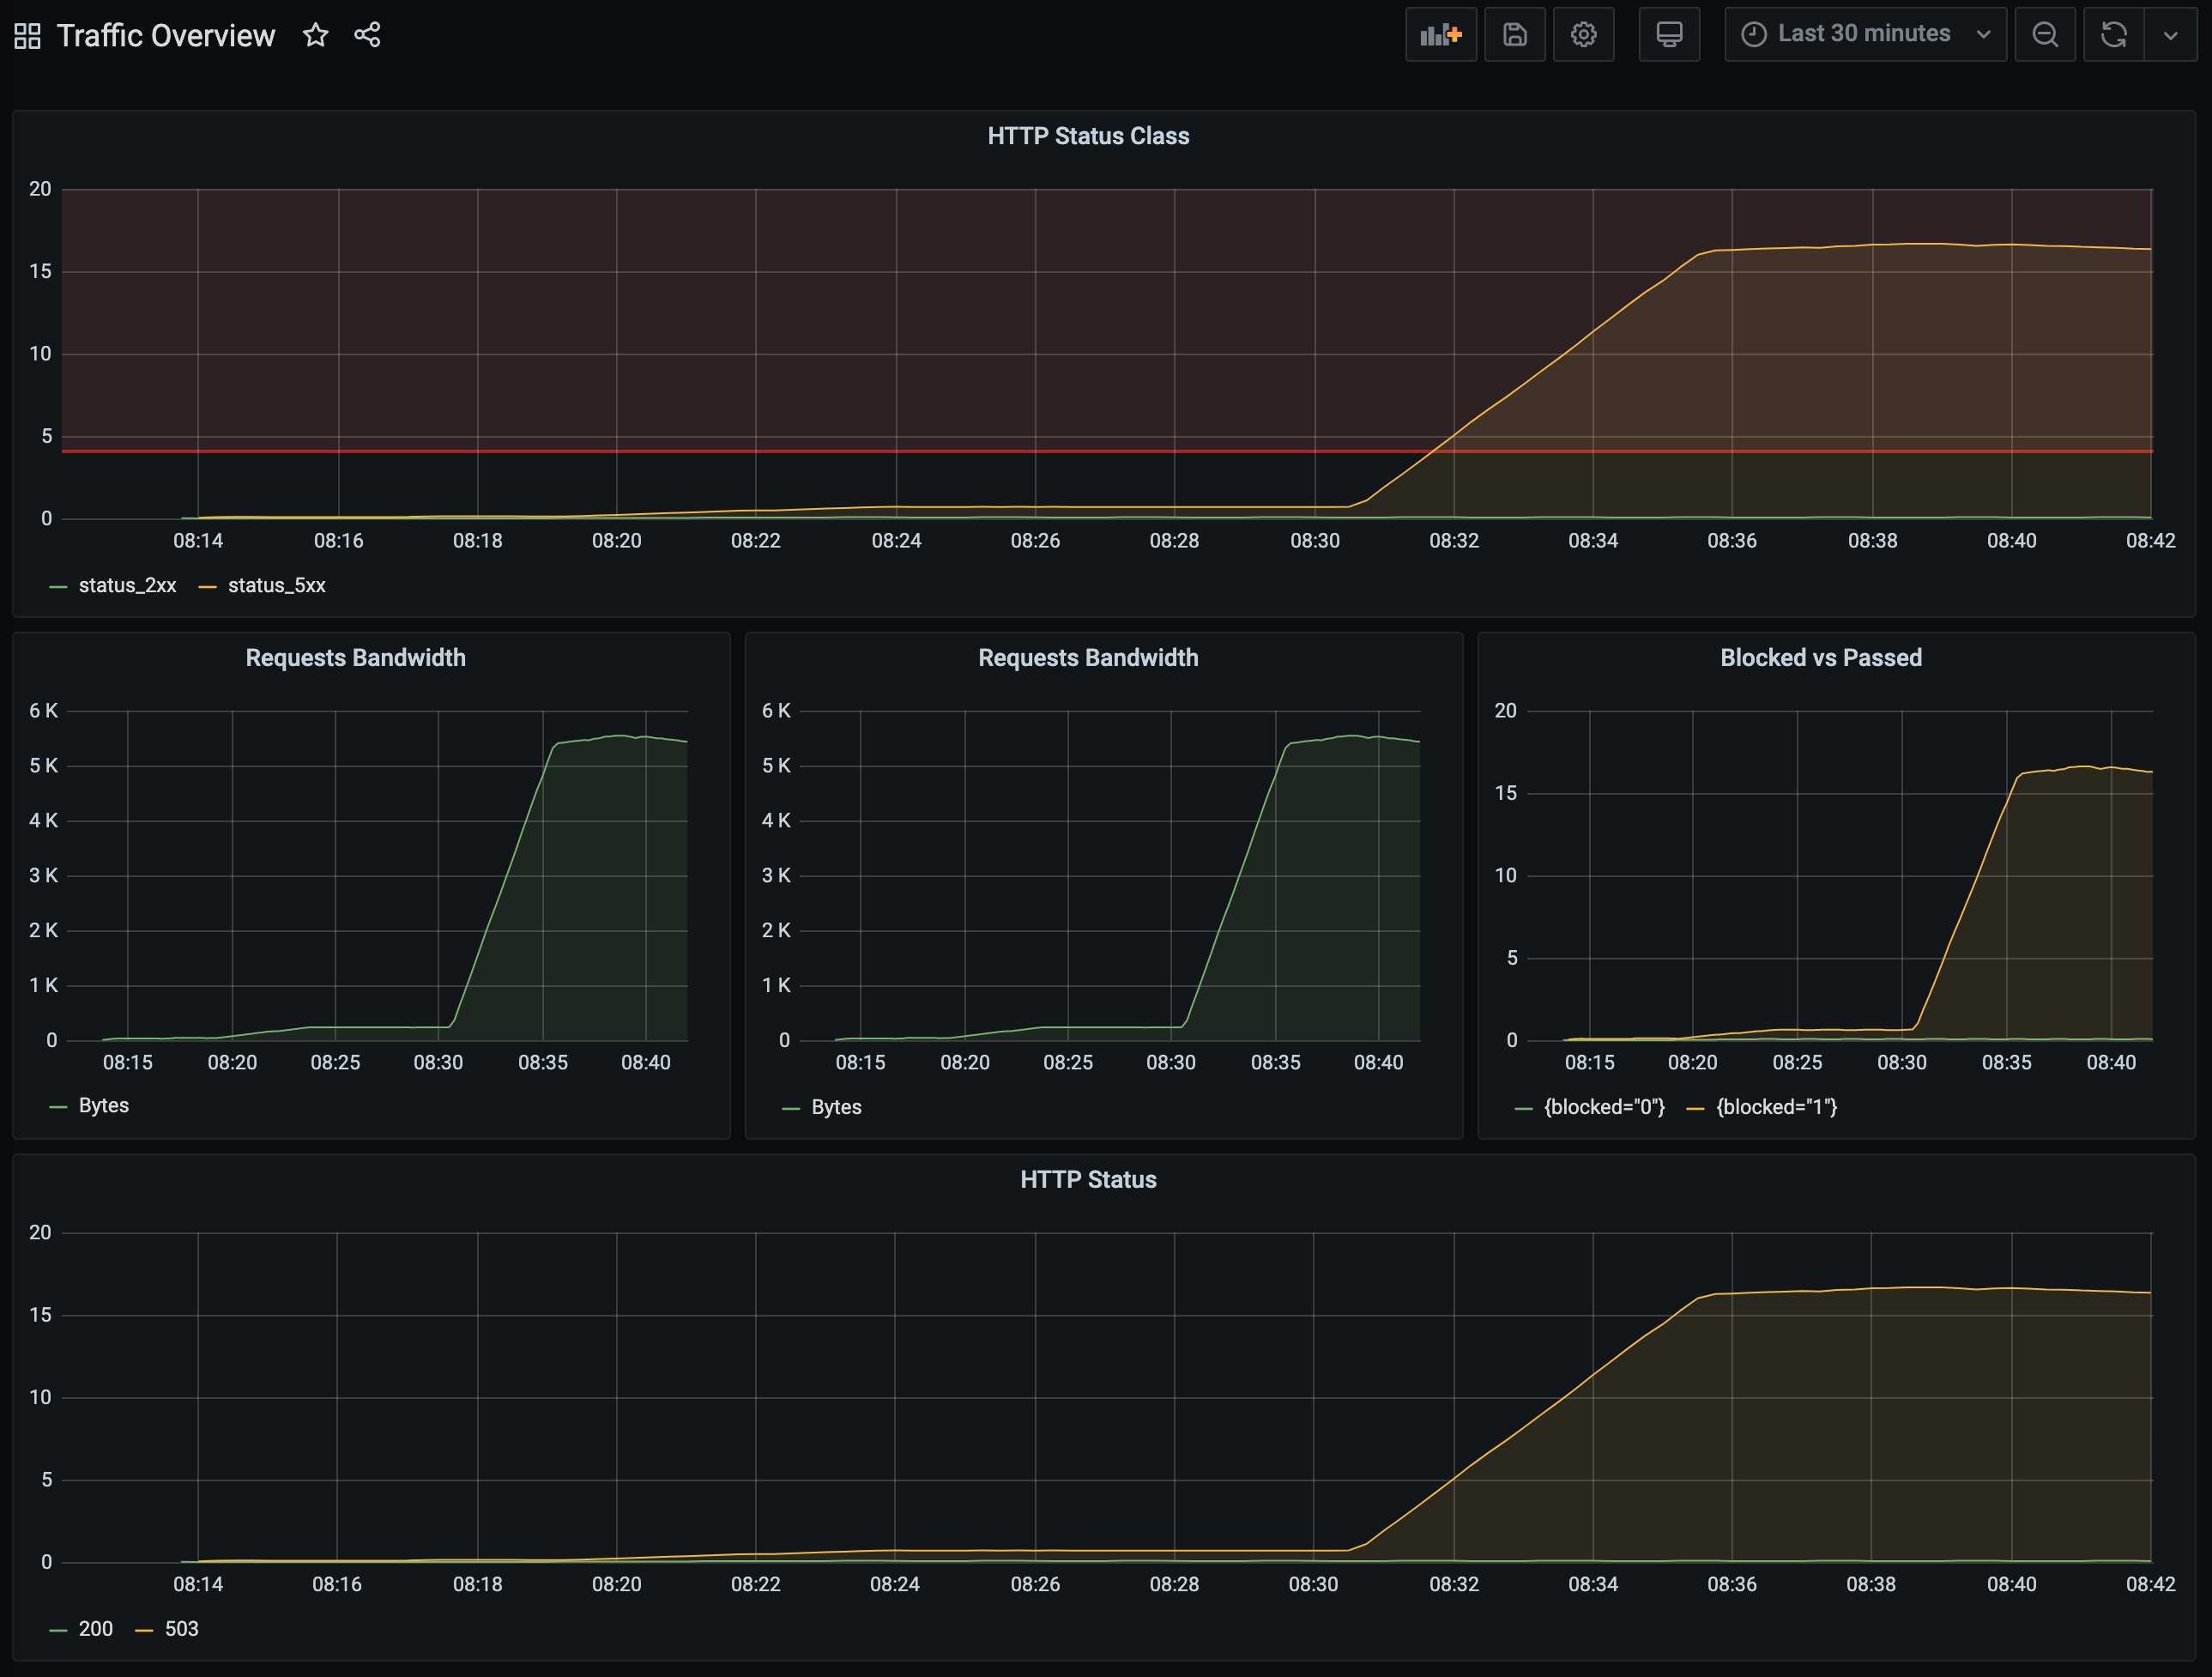 Traffic Overview
Last 30 minutes
HTTP Status Class
20
15
10
5
0
08:14 08:16 08:18 08:20 08:22 08:24 08:26 08:28 08:30 08:32 08:34 08:36 08:38 08:40 08:42
status_2xx status_5xx
Requests Bandwidth
6 K
5 K
4 K
3 K
2 K
1 K
0
08:15 08:20 08:25 08:30 08:35 08:40
Bytes
Requests Bandwidth
6 K
5 K
4 K
3 K
2 K
1 K
0
08:15 08:20 08:25 08:30 08:35 08:40
Bytes
Blocked vs Passed
20
15
10
5
0
08:15 08:20 08:25 08:30 08:35 08:40
{blocked="0"} {blocked="1"}
HTTP Status
20
15
10
5
0
08:14 08:16 08:18 08:20 08:22 08:24 08:26 08:28 08:30 08:32 08:34 08:36 08:38 08:40 08:42
200 503